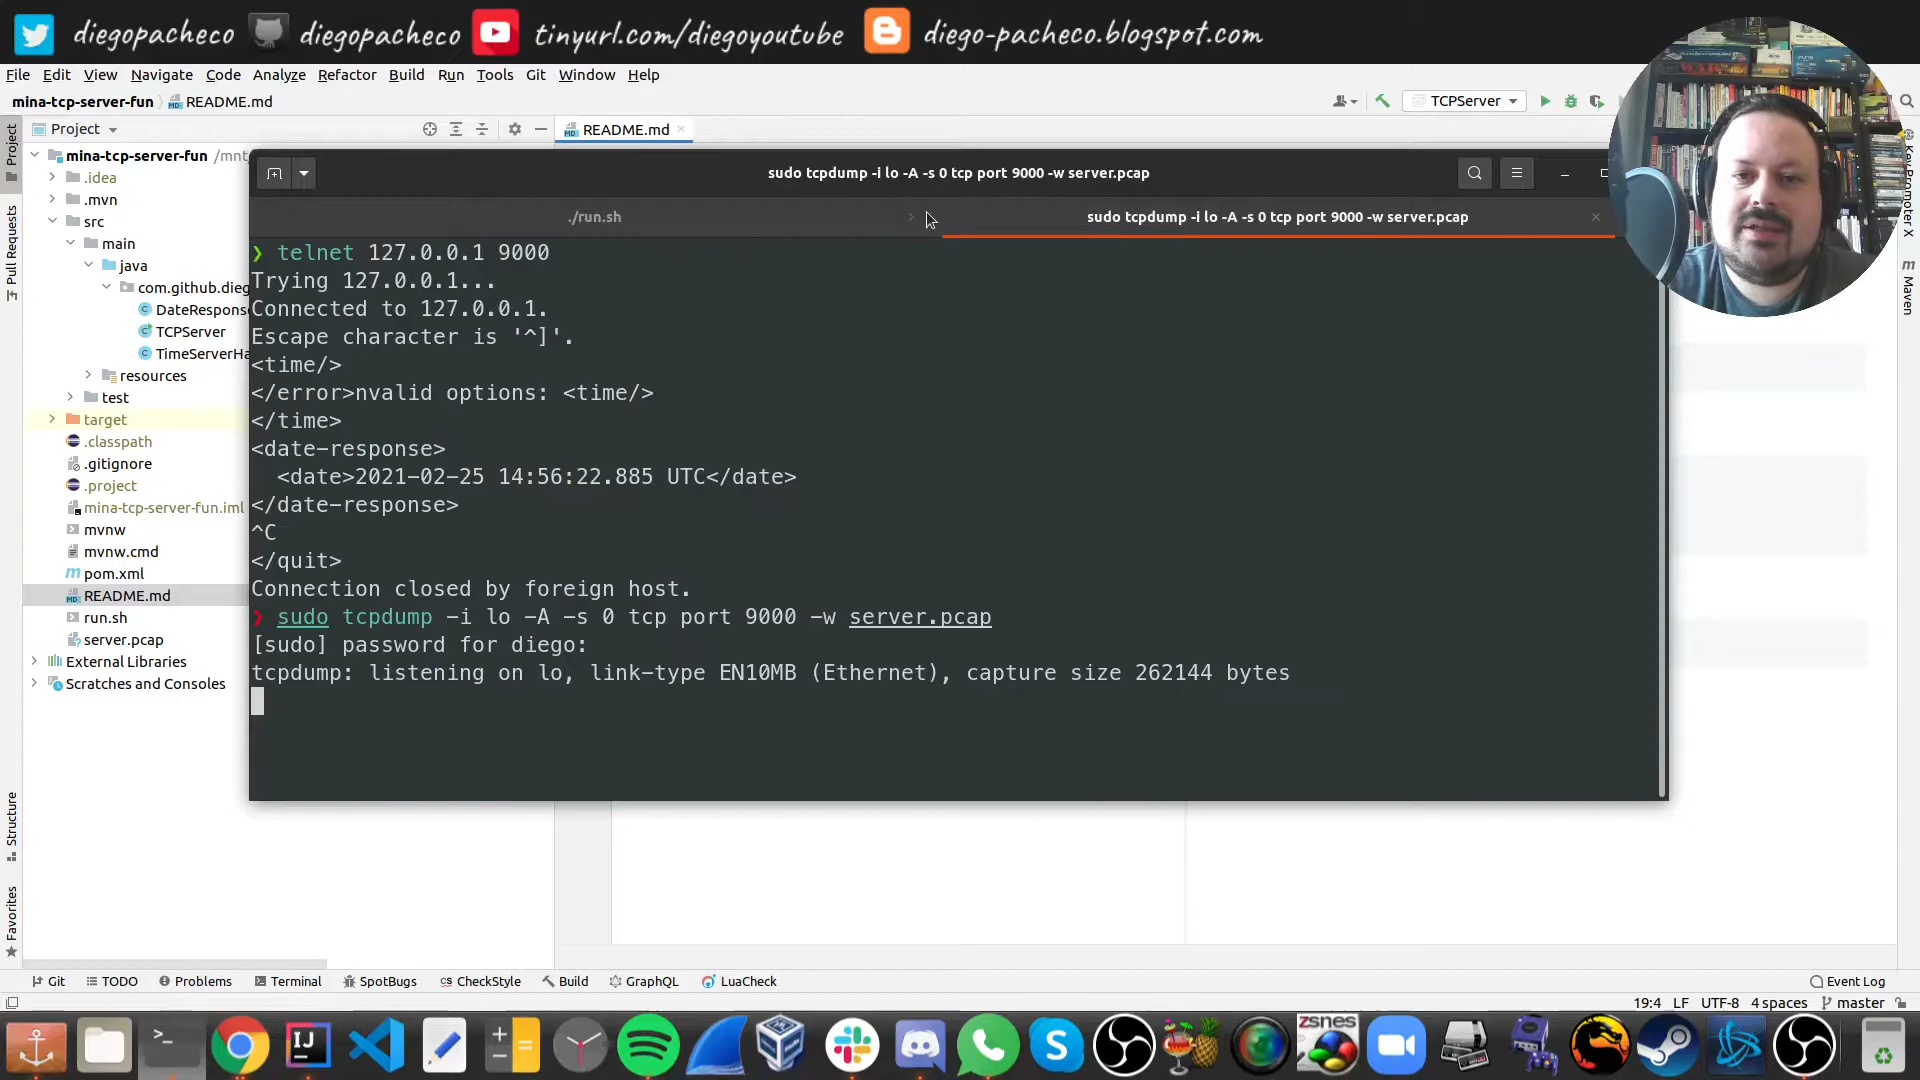 diegopacheco diegopacheco tinyurl.com/diegoyoutube diego-pacheco.blogspot.com
File Edit View Navigate Code Analyze Refactor Build Run Tools Git Window Help
mina-tcp-server-fun README.md TCPServer
Project README.md
sudo tcpdump -i lo -A -s 0 tcp port 9000 -w server.pcap
./run.sh sudo tcpdump -i lo -A -s 0 tcp port 9000 -w server.pcap
❯ telnet 127.0.0.1 9000
Trying 127.0.0.1...
Connected to 127.0.0.1.
Escape character is '^]'.
<time/>
</error>nvalid options: <time/>
</time>
<date-response>
<date>2021-02-25 14:56:22.885 UTC</date>
</date-response>
^C
</quit>
Connection closed by foreign host.
❯ sudo tcpdump -i lo -A -s 0 tcp port 9000 -w server.pcap
[sudo] password for diego:
tcpdump: listening on lo, link-type EN10MB (Ethernet), capture size 262144 bytes
mina-tcp-server-fun /mnt
.idea
.mvn
src
main
java
com.github.dieg
DateRespons
TCPServer
TimeServerHa
resources
test
target
.classpath
.gitignore
.project
mina-tcp-server-fun.iml
mvnw
mvnw.cmd
pom.xml
README.md
run.sh
server.pcap
External Libraries
Scratches and Consoles
Project
Pull Requests
Structure
Favorites
Key Promoter X
Maven
Git TODO Problems Terminal SpotBugs CheckStyle Build GraphQL LuaCheck Event Log
19:4 LF UTF-8 4 spaces master
zsnes